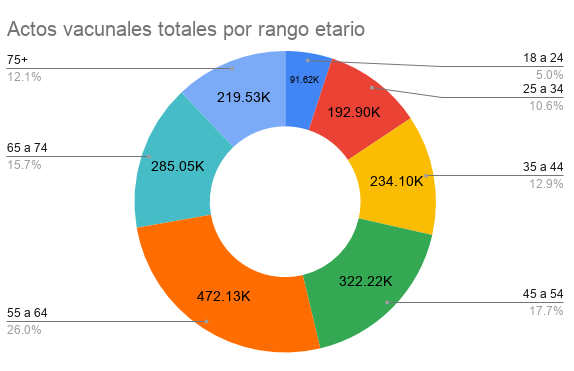 Actos vacunales totales por rango etario
75+
12.1%
18 a 24
5.0%
25 a 34
10.6%
91.62K
219.53K
192.90K
65 a 74
15.7%
285.05K
35 a 44
12.9%
234.10K
322.22K
472.13K
45 a 54
17.7%
55 a 64
26.0%